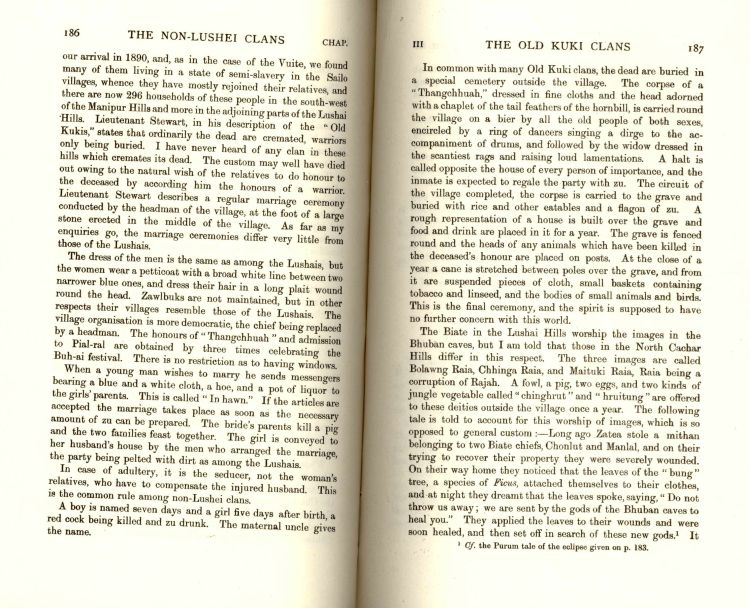 186 THE NON-LUSHEI CLANS CHAP.
our arrival in 1890, and, as in the case of the Vuite, we found
many of them living in a state of semi-slavery in the Sailo
villages, whence they have mostly rejoined their relatives, and
there are now 296 households of these people in the south-west
of the Manipur Hills and more in the adjoining parts of the Lushai
Hills. Lieutenant Stewart, in his description of the "Old
Kukis," states that ordinarily the dead are cremated, warriors
only being buried. I have never heard of any clan in these
hills which cremates its dead. The custom may well have died
out owing to the natural wish of the relatives to do honour to
the deceased by according him the honours of a warrior.
Lieutenant Stewart describes a regular marriage ceremony
conducted by the headman of the village, at the foot of a large
stone erected in the middle of the village. As far as my
enquiries go, the marriage ceremonies differ very little from
those of the Lushais.
The dress of the men is the same as among the Lushais, but
the women wear a petticoat with a broad white line between two
narrower blue ones, and dress their hair in a long plait wound
round the head. Zawlbuks are not maintained, but in other
respects their villages resemble those of the Lushais. The
village organisation is more democratic, the chief being replaced
by a headman. The honours of "Thangchhuah" and admission
to Pial-ral are obtained by three times celebrating the
Buh-ai festival. There is no restriction as to having windows.
When a young man wishes to marry he sends messengers
bearing a blue and a white cloth, a hoe, and a pot of liquor to
the girls' parents. This is called "In hawn." If the articles are
accepted the marriage takes place as soon as the necessary
amount of zu can be prepared. The bride's parents kill a pig
and the two families feast together. The girl is conveyed to
her husband's house by the men who arranged the marriage,
the party being pelted with dirt as among the Lushais.
In case of adultery, it is the seducer, not the woman's
relatives, who have to compensate the injured husband. This
is the common rule among non-Lushei clans.
A boy is named seven days and a girl five days after birth, a
red cock being killed and zu drunk. The maternal uncle gives
the name.
III THE OLD KUKI CLANS 187
In common with many Old Kuki clans, the dead are buried in
a special cemetery outside the village. The corpse of a
"Thangchhuah," dressed in fine cloths and the head adorned
with a chaplet of the tail feathers of the hornbill, is carried round
the village on a bier by all the old people of both sexes,
encircled by a ring of dancers singing a dirge to the ac-
companiment of drums, and followed by the widow dressed in
the scantiest rags and raising loud lamentations. A halt is
called opposite the house of every person of importance, and the
inmate is expected to regale the party with zu. The circuit of
the village completed, the corpse is carried to the grave and
buried with rice and other eatables and a flagon of zu. A
rough representation of a house is built over the grave and
food and drink are placed in it for a year. The grave is fenced
round and the heads of any animals which have been killed in
the deceased's honour are placed on posts. At the close of a
year a cane is stretched between poles over the grave, and from
it are suspended pieces of cloth, small baskets containing
tobacco and linseed, and the bodies of small animals and birds.
This is the final ceremony, and the spirit is supposed to have
no further concern with this world.
The Biate in the Lushai Hills worship the images in the
Bhuban caves, but I am told that those in the North Cachar
Hills differ in this respect. The three images are called
Bolawng Raia, Chhinga Raia, and Maituki Raia, Raia being a
corruption of Rajah. A fowl, a pig, two eggs, and two kinds of
jungle vegetable called "chinghrut" and "hruitung" are offered
to these deities outside the village once a year. The following
tale is told to account for this worship of images, which is so
opposed to general custom:—Long ago Zatea stole a mithan
belonging to two Biate chiefs, Chonlut and Manlal, and on their
trying to recover their property they were severely wounded.
On their way home they noticed that the leaves of the "bung"
tree, a species of Ficus, attached themselves to their clothes,
and at night they dreamt that the leaves spoke, saying, "Do not
throw us away; we are sent by the gods of the Bhuban caves to
heal you." They applied the leaves to their wounds and were
soon healed, and then set off in search of these new gods.¹ It
¹ Cf. the Purum tale of the eclipse given on p. 183.